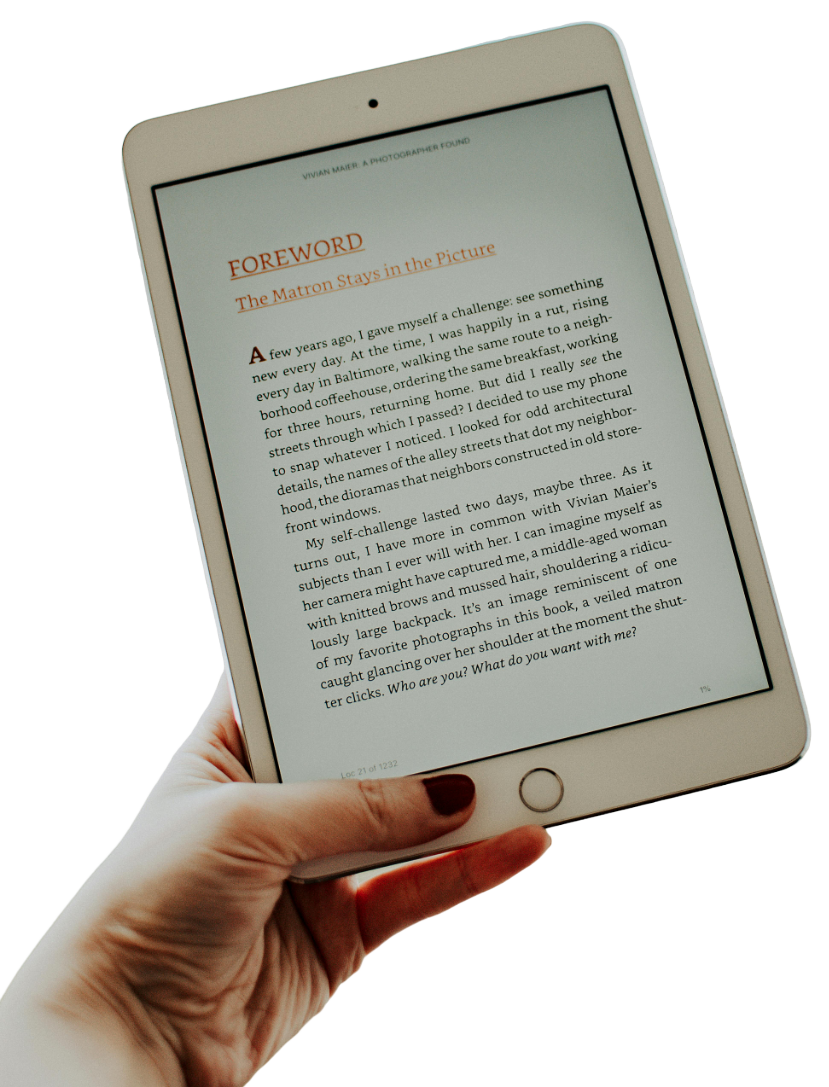 VIVIAN MAIER: A PHOTOGRAPHER FOUND
FOREWORD
The Matron Stays in the Picture
A few years ago, I gave myself a challenge: see something
new every day. At the time, I was happily in a rut, rising
every day in Baltimore, walking the same route to a neigh-
borhood coffeehouse, ordering the same breakfast, working
for three hours, returning home. But did I really see the
streets through which I passed? I decided to use my phone
to snap whatever I noticed. I looked for odd architectural
details, the names of the alley streets that dot my neighbor-
hood, the dioramas that neighbors constructed in old store-
front windows.
My self-challenge lasted two days, maybe three. As it
turns out, I have more in common with Vivian Maier's
subjects than I ever will with her. I can imagine myself as
her camera might have captured me, a middle-aged woman
with knitted brows and mussed hair, shouldering a ridicu-
lously large backpack. It's an image reminiscent of one
of my favorite photographs in this book, a veiled matron
caught glancing over her shoulder at the moment the shut-
ter clicks. Who are you? What do you want with me?
Loc 21 of 1232
1%